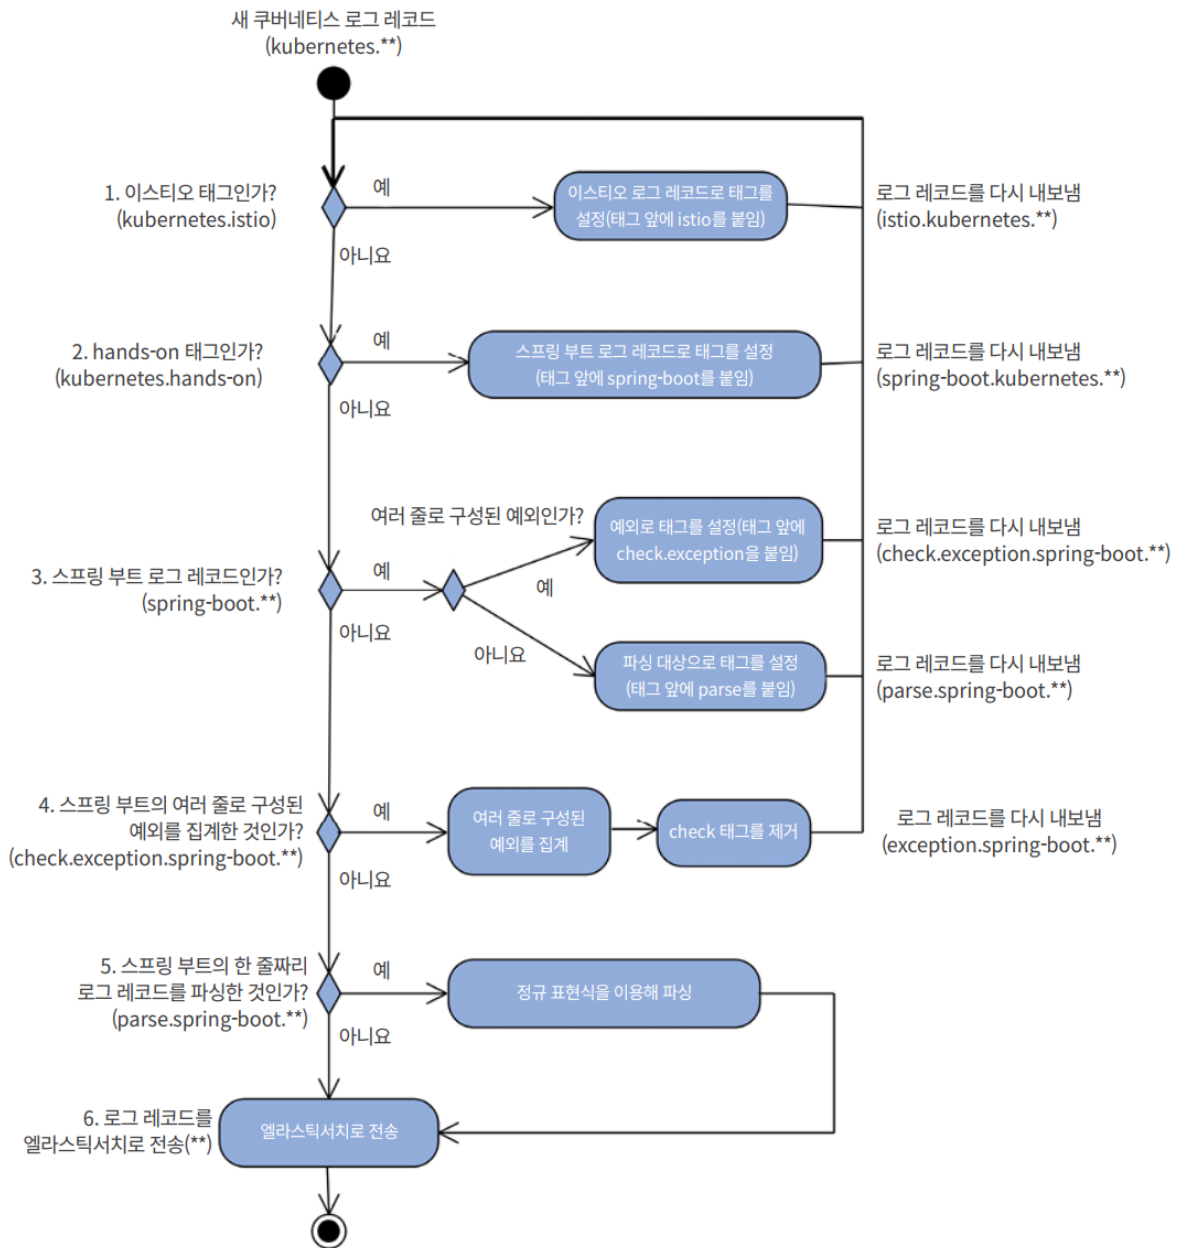 새 쿠버네티스 로그 레코드
(kubernetes.**)
1. 이스티오 태그인가?
(kubernetes.istio)
예
아니요
이스티오 로그 레코드로 태그를
설정(태그 앞에 istio를 붙임)
로그 레코드를 다시 내보냄
(istio.kubernetes.**)
2. hands-on 태그인가?
(kubernetes.hands-on)
예
아니요
스프링 부트 로그 레코드로 태그를 설정
(태그 앞에 spring-boot를 붙임)
로그 레코드를 다시 내보냄
(spring-boot.kubernetes.**)
3. 스프링 부트 로그 레코드인가?
(spring-boot.**)
예
아니요
여러 줄로 구성된 예외인가?
예
아니요
예외로 태그를 설정(태그 앞에
check.exception을 붙임)
로그 레코드를 다시 내보냄
(check.exception.spring-boot.**)
파싱 대상으로 태그를 설정
(태그 앞에 parse를 붙임)
로그 레코드를 다시 내보냄
(parse.spring-boot.**)
4. 스프링 부트의 여러 줄로 구성된
예외를 집계한 것인가?
(check.exception.spring-boot.**)
예
아니요
여러 줄로 구성된
예외를 집계
check 태그를 제거
로그 레코드를 다시 내보냄
(exception.spring-boot.**)
5. 스프링 부트의 한 줄짜리
로그 레코드를 파싱한 것인가?
(parse.spring-boot.**)
예
아니요
정규 표현식을 이용해 파싱
6. 로그 레코드를
엘라스틱서치로 전송(**)
엘라스틱서치로 전송